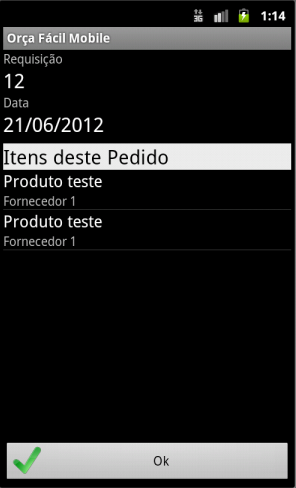 3G 1:14
Orça Fácil Mobile
Requisição
12
Data
21/06/2012
Itens deste Pedido
Produto teste
Fornecedor 1
Produto teste
Fornecedor 1
Ok